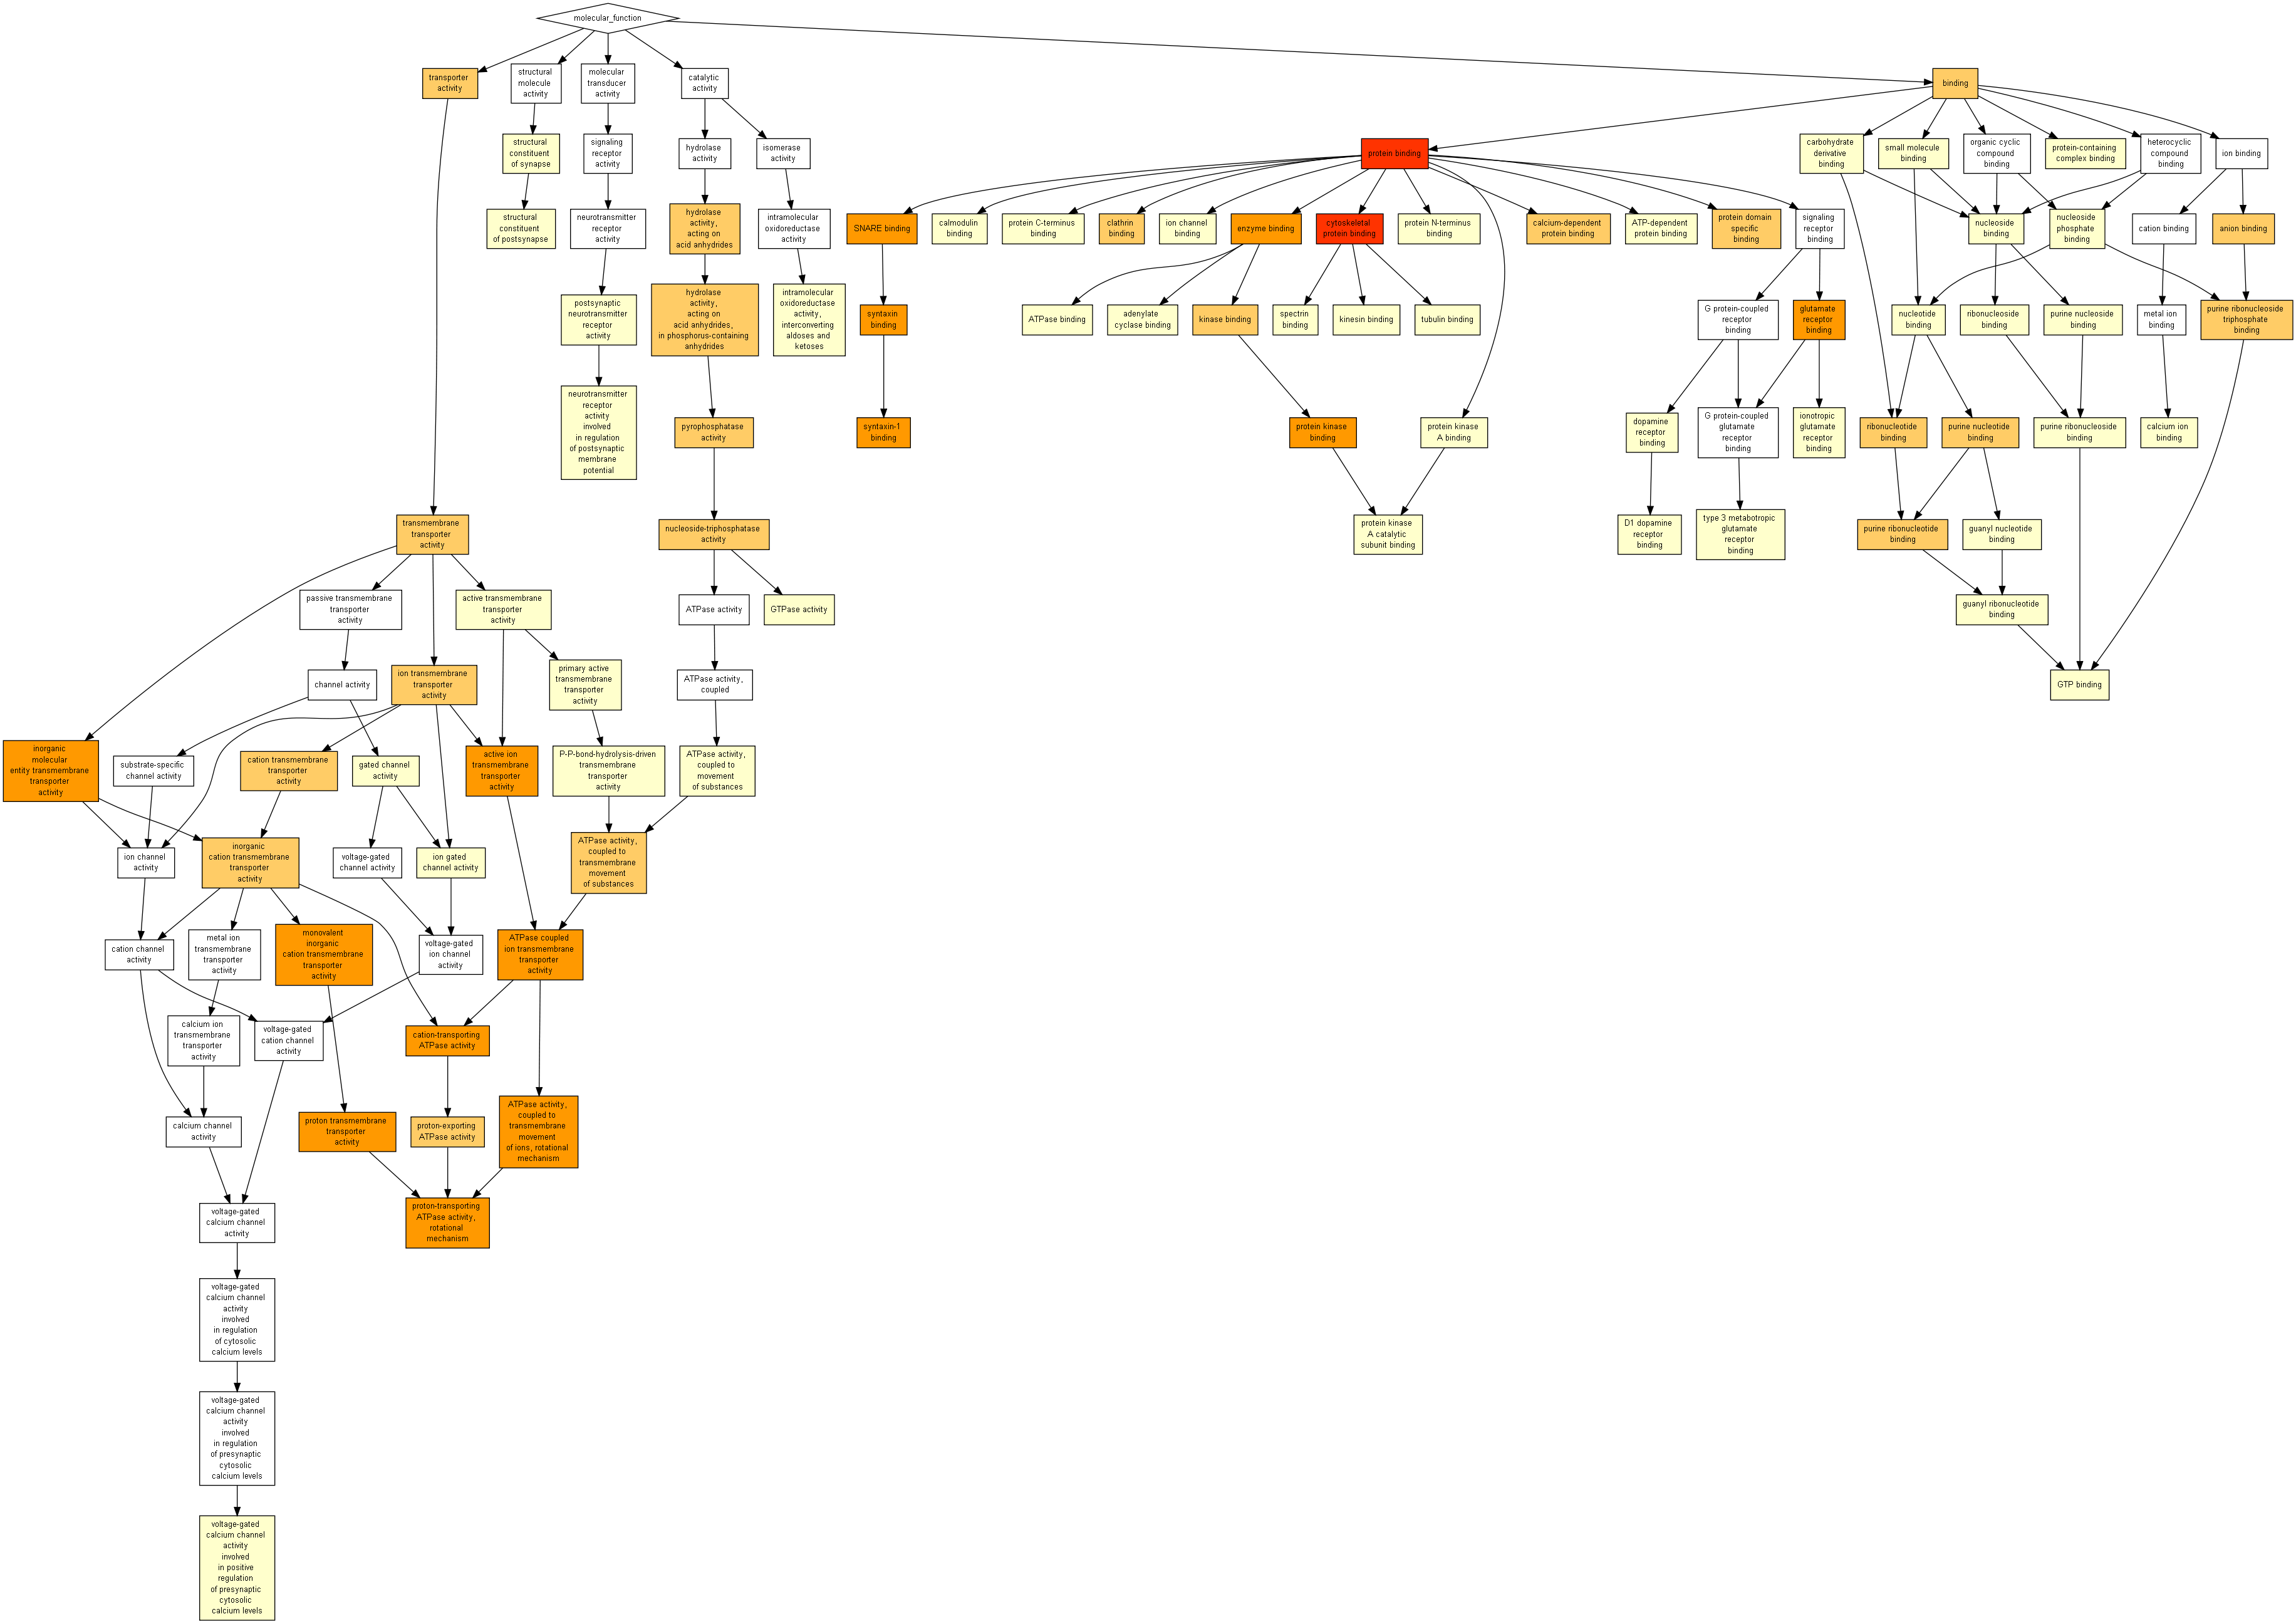 molecular_function
transporter
activity
structural
molecule
activity
molecular
transducer
activity
catalytic
activity
binding
structural
constituent
of synapse
signaling
receptor
activity
hydrolase
activity
isomerase
activity
protein binding
carbohydrate
derivative
binding
small molecule
binding
organic cyclic
compound
binding
protein-containing
complex binding
heterocyclic
compound
binding
ion binding
structural
constituent
of postsynapse
neurotransmitter
receptor
activity
hydrolase
activity,
acting on
acid anhydrides
intramolecular
oxidoreductase
activity
SNARE binding
calmodulin
binding
protein C-terminus
binding
clathrin
binding
ion channel
binding
enzyme binding
cytoskeletal
protein binding
protein N-terminus
binding
calcium-dependent
protein binding
ATP-dependent
protein binding
protein domain
specific
binding
signaling
receptor
binding
nucleoside
binding
nucleoside
phosphate
binding
cation binding
anion binding
postsynaptic
neurotransmitter
receptor
activity
hydrolase
activity,
acting on
acid anhydrides,
in phosphorus-containing
anhydrides
intramolecular
oxidoreductase
activity,
interconverting
aldoses and
ketoses
syntaxin
binding
ATPase binding
adenylate
cyclase binding
kinase binding
spectrin
binding
kinesin binding
tubulin binding
G protein-coupled
receptor
binding
glutamate
receptor
binding
nucleotide
binding
ribonucleoside
binding
purine nucleoside
binding
metal ion
binding
purine ribonucleoside
triphosphate
binding
neurotransmitter
receptor
activity
involved
in regulation
of postsynaptic
membrane
potential
pyrophosphatase
activity
syntaxin-1
binding
protein kinase
binding
protein kinase
A binding
dopamine
receptor
binding
G protein-coupled
glutamate
receptor
binding
ionotropic
glutamate
receptor
binding
ribonucleotide
binding
purine nucleotide
binding
purine ribonucleoside
binding
calcium ion
binding
transmembrane
transporter
activity
nucleoside-triphosphatase
activity
protein kinase
A catalytic
subunit binding
D1 dopamine
receptor
binding
type 3 metabotropic
glutamate
receptor
binding
purine ribonucleotide
binding
guanyl nucleotide
binding
passive transmembrane
transporter
activity
active transmembrane
transporter
activity
ATPase activity
GTPase activity
guanyl ribonucleotide
binding
channel activity
ion transmembrane
transporter
activity
primary active
transmembrane
transporter
activity
ATPase activity,
coupled
GTP binding
inorganic
molecular
entity transmembrane
transporter
activity
substrate-specific
channel activity
cation transmembrane
transporter
activity
gated channel
activity
active ion
transmembrane
transporter
activity
P-P-bond-hydrolysis-driven
transmembrane
transporter
activity
ATPase activity,
coupled to
movement
of substances
ion channel
activity
inorganic
cation transmembrane
transporter
activity
voltage-gated
channel activity
ion gated
channel activity
ATPase activity,
coupled to
transmembrane
movement
of substances
cation channel
activity
metal ion
transmembrane
transporter
activity
monovalent
inorganic
cation transmembrane
transporter
activity
voltage-gated
ion channel
activity
ATPase coupled
ion transmembrane
transporter
activity
calcium ion
transmembrane
transporter
activity
voltage-gated
cation channel
activity
cation-transporting
ATPase activity
calcium channel
activity
proton transmembrane
transporter
activity
proton-exporting
ATPase activity
ATPase activity,
coupled to
transmembrane
movement
of ions, rotational
mechanism
voltage-gated
calcium channel
activity
proton-transporting
ATPase activity,
rotational
mechanism
voltage-gated
calcium channel
activity
involved
in regulation
of cytosolic
calcium levels
voltage-gated
calcium channel
activity
involved
in regulation
of presynaptic
cytosolic
calcium levels
voltage-gated
calcium channel
activity
involved
in positive
regulation
of presynaptic
cytosolic
calcium levels